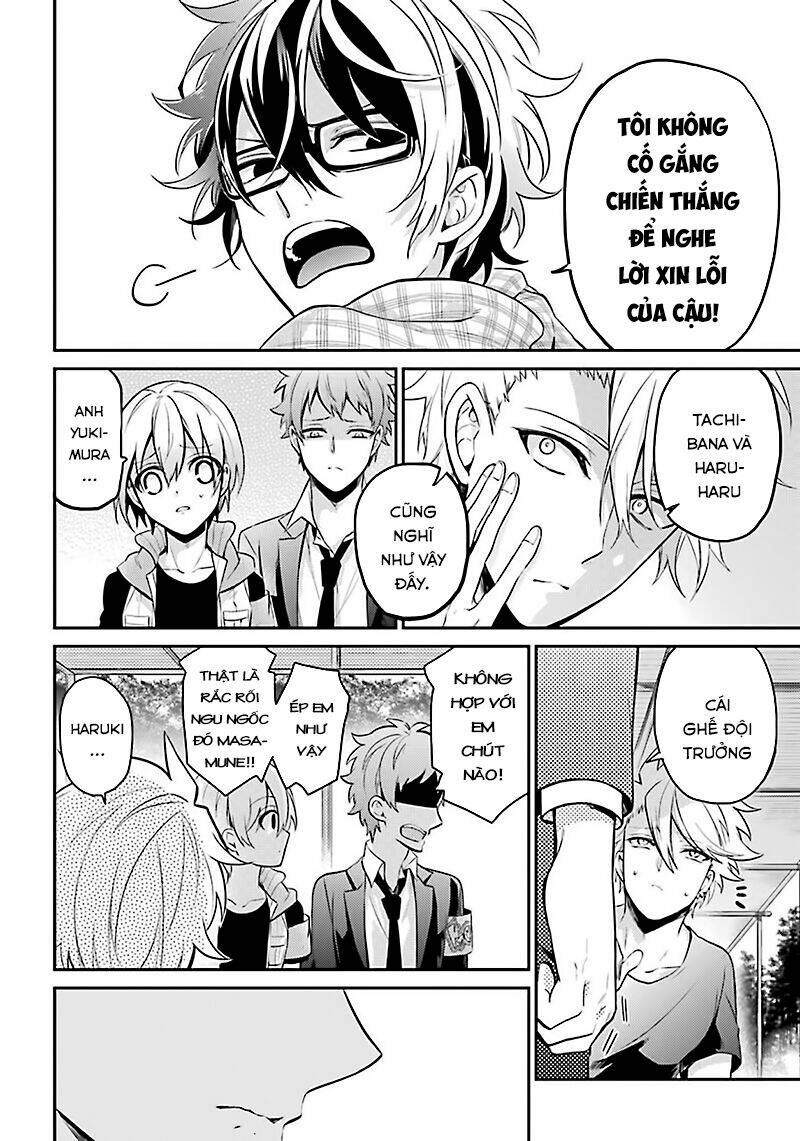 TÔI KHÔNG
CỐ GẮNG
CHIẾN THẮNG
ĐỂ NGHE
LỜI XIN LỖI
CỦA CẬU!
TACHI-
BANA VÀ
HARU-
HARU
CŨNG
NGHĨ
NHƯ VẬY
ĐẤY.
ANH
YUKI-
MURA
...
CÁI
GHẾ ĐỘI
TRƯỞNG
KHÔNG
HỢP VỚI
EM
CHÚT
NÀO!
ÉP EM
NHƯ
VẬY
THẬT LÀ
RẮC RỐI
NGU NGỐC
ĐÓ MASA-
MUNE!!
HARUKI
...